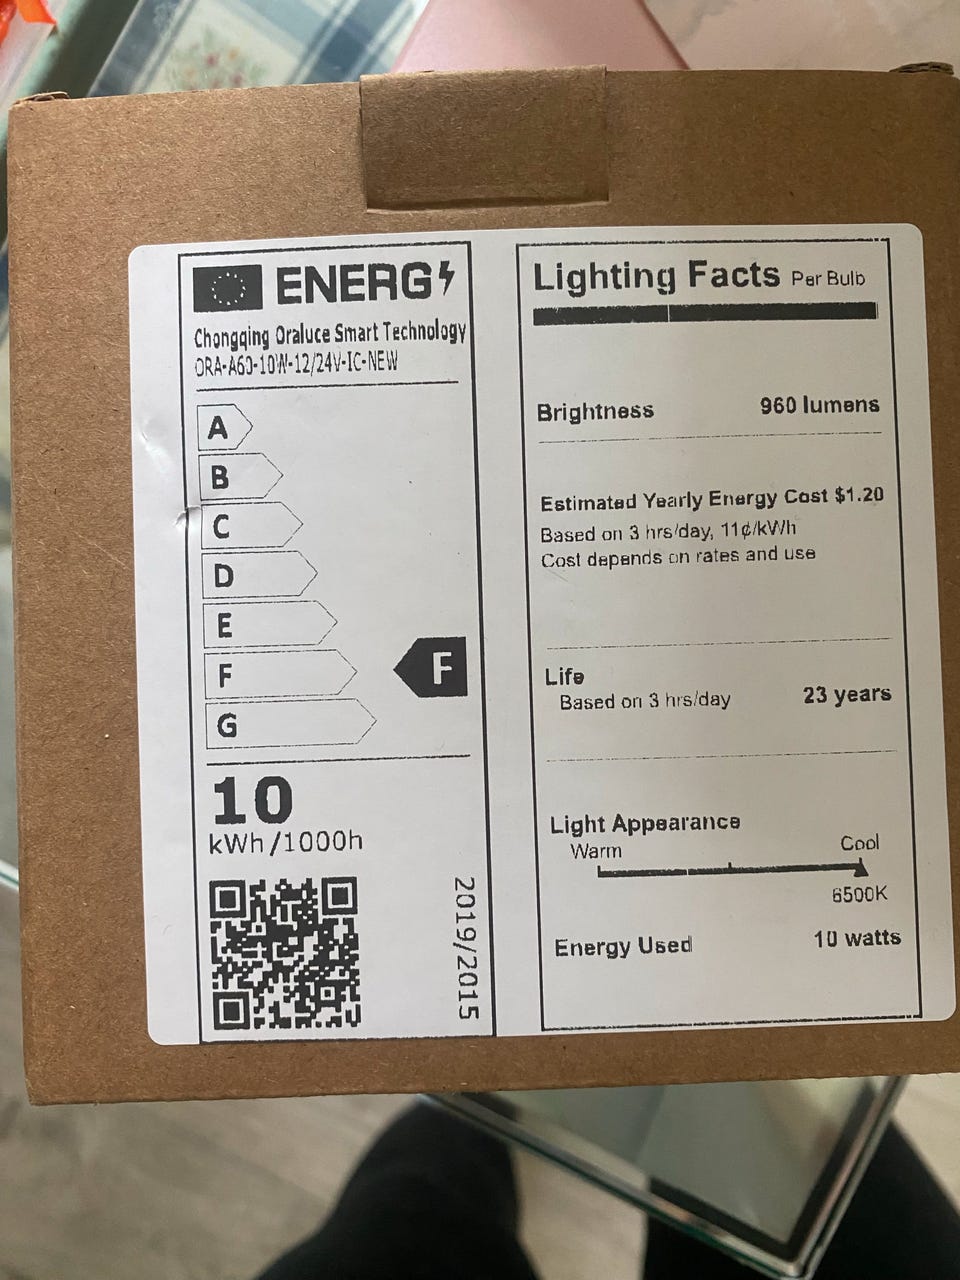 ENERG
Chongqing Oraluce Smart Technology
ORA-A60-10W-12/24V-IC-NEW
A
B
C
D
E
F
F
G
10
kWh/1000h
2019/2015
Lighting Facts Per Bulb
Brightness 960 lumens
Estimated Yearly Energy Cost $1.20
Based on 3 hrs/day, 11¢/kWh
Cost depends on rates and use
Life
Based on 3 hrs/day 23 years
Light Appearance
Warm Cool
6500K
Energy Used 10 watts